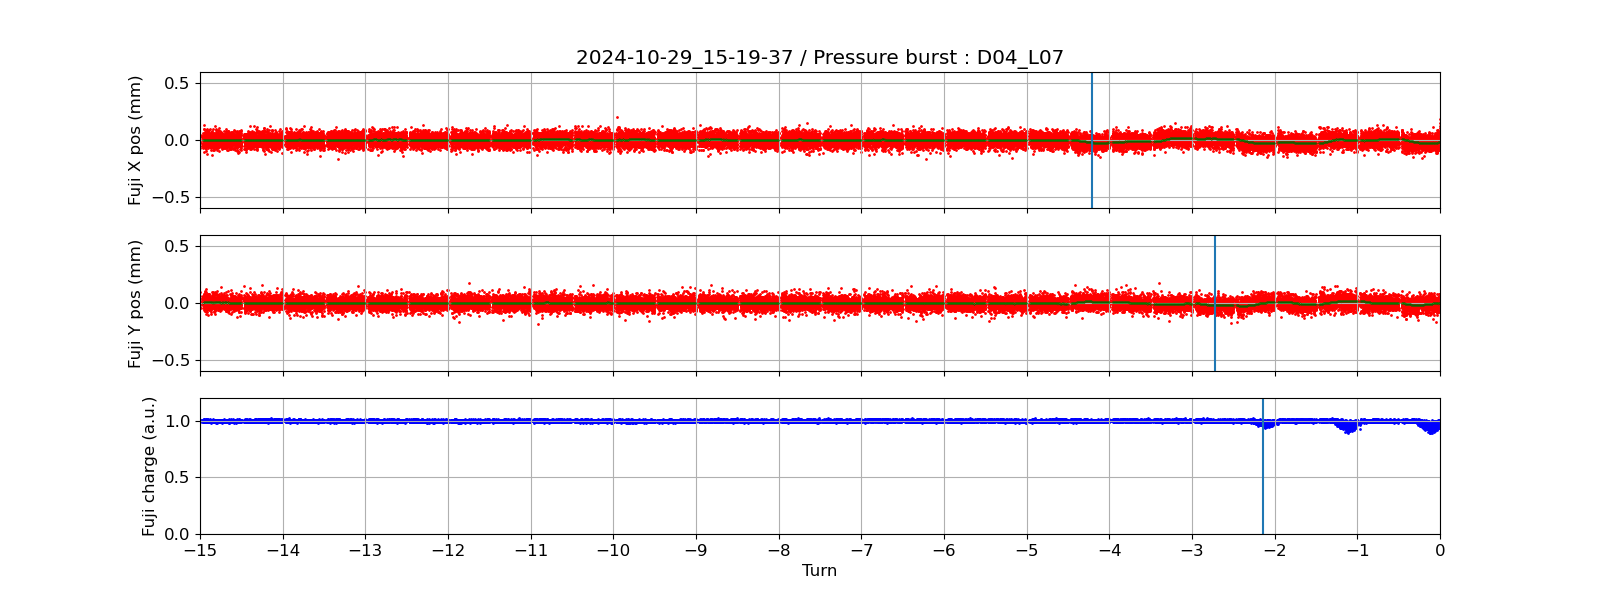 2024-10-29_15-19-37 / Pressure burst : D04_L07
Fuji X pos (mm)
0.5
0.0
−0.5
Fuji Y pos (mm)
0.5
0.0
−0.5
Fuji charge (a.u.)
1.0
0.5
0.0
−15 −14 −13 −12 −11 −10 −9 −8 −7 −6 −5 −4 −3 −2 −1 0
Turn